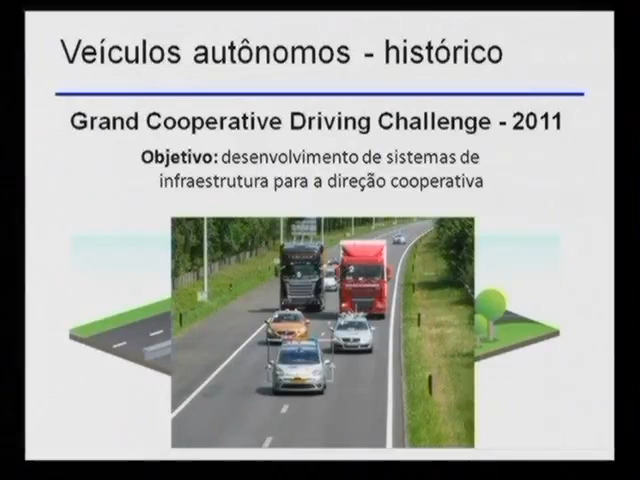 Veículos autônomos - histórico
Grand Cooperative Driving Challenge - 2011
Objetivo: desenvolvimento de sistemas de
infraestrutura para a direção cooperativa